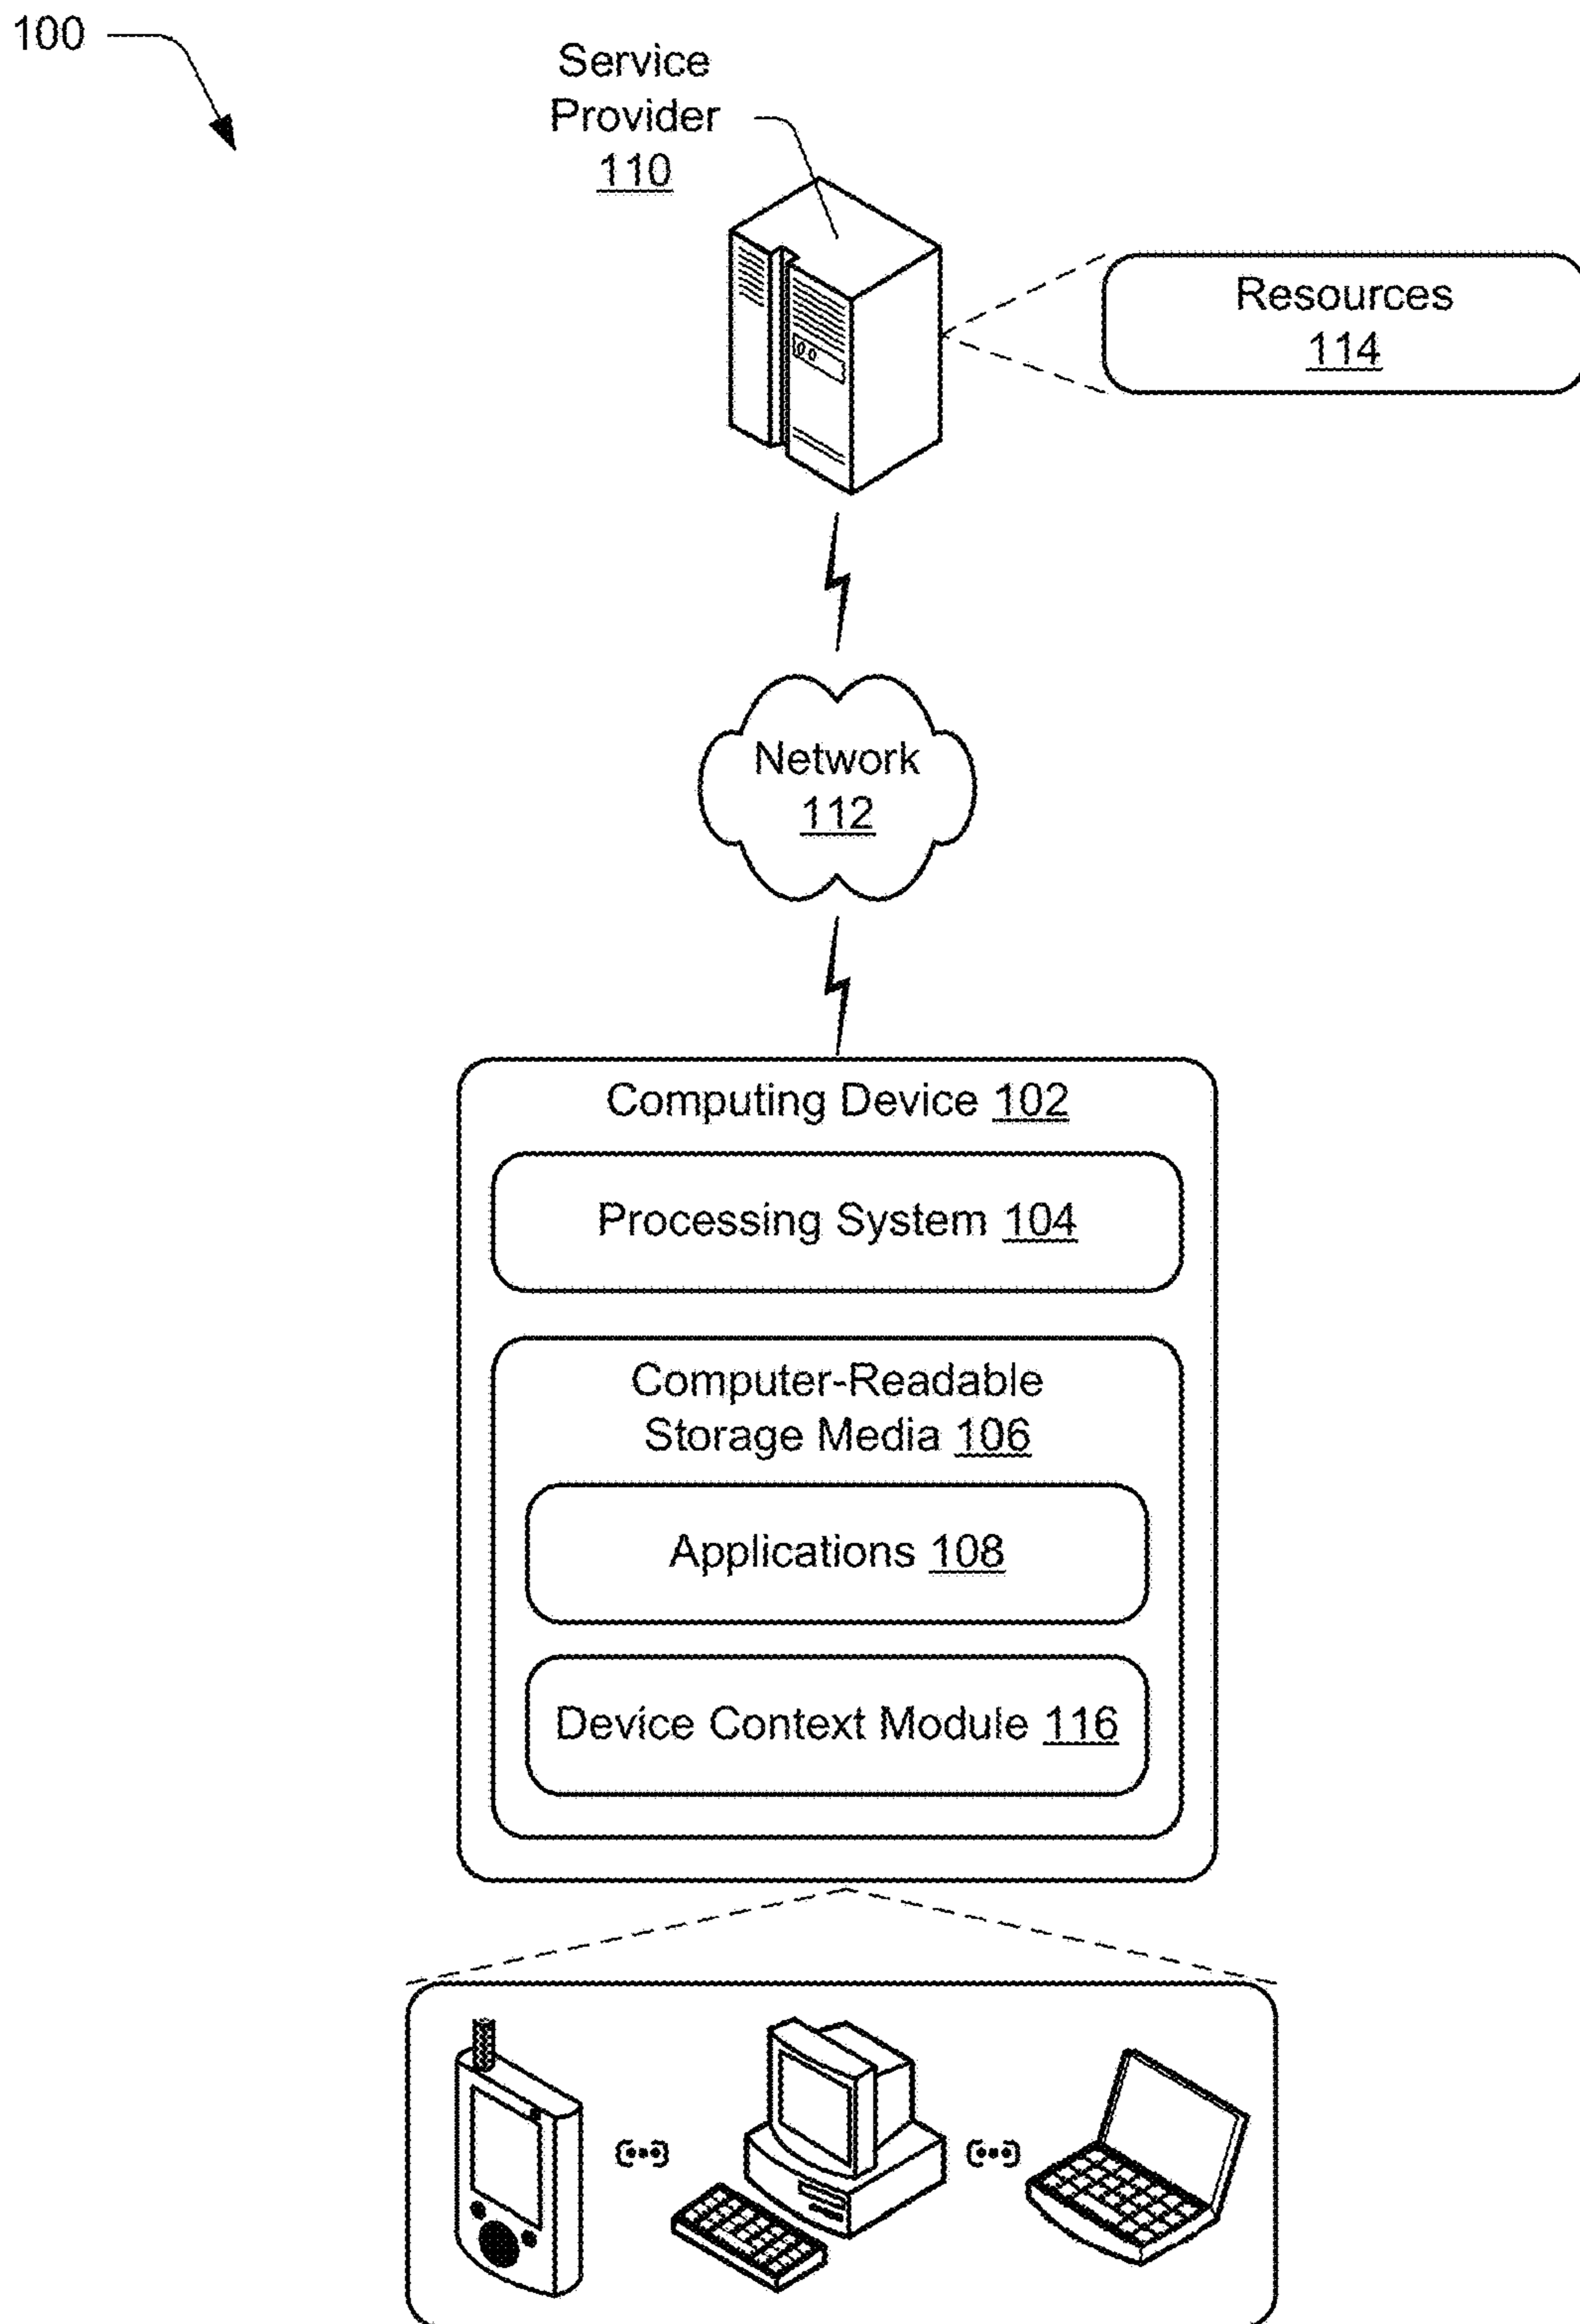 100
Service
Provider
110
Resources
114
Network
112
Computing Device 102
Processing System 104
Computer-Readable
Storage Media 106
Applications 108
Device Context Module 116